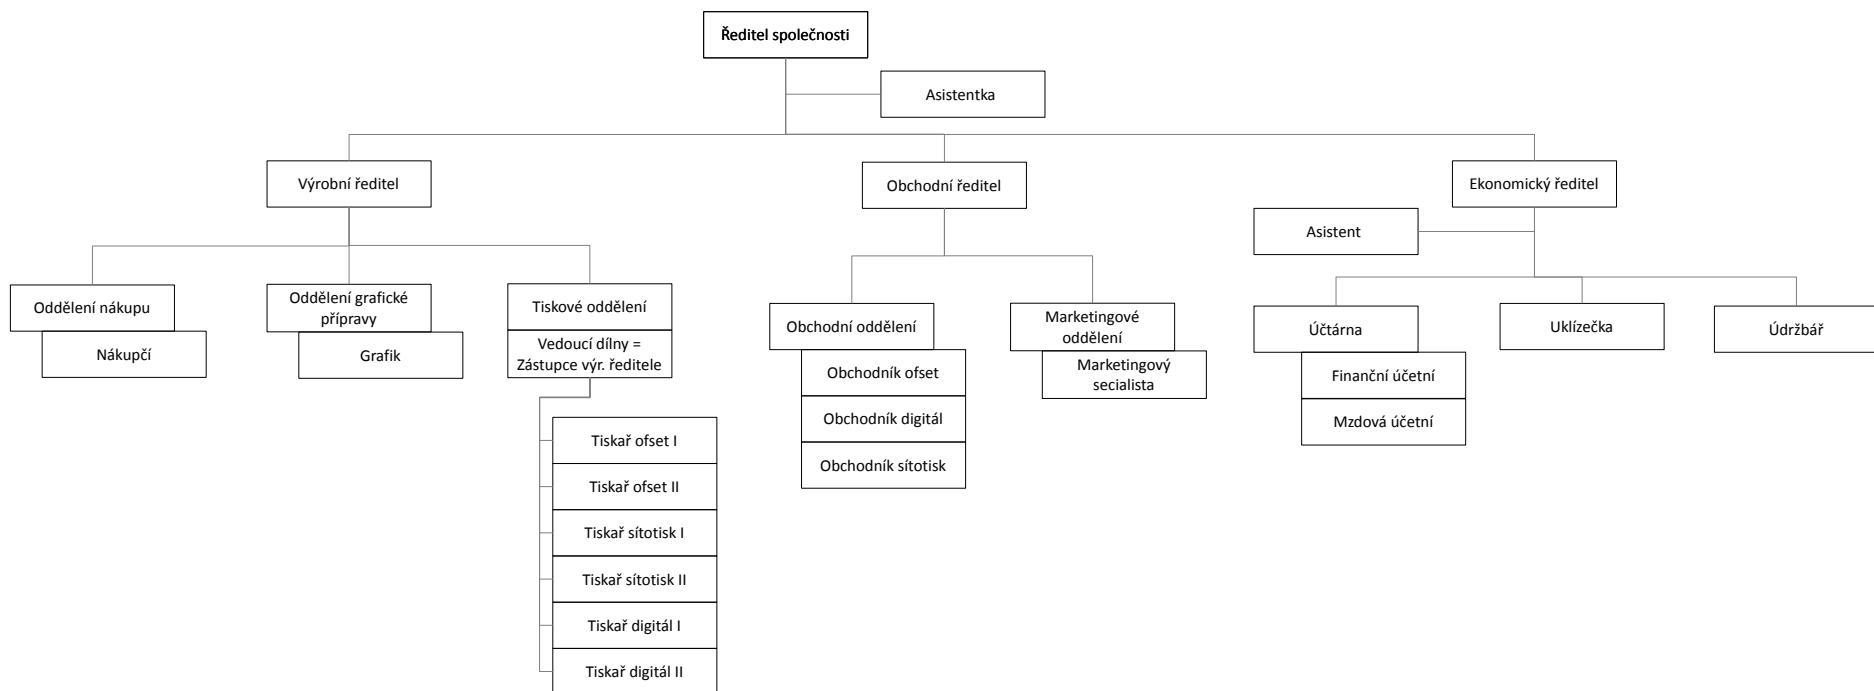 Ředitel společnosti
Asistentka
Výrobní ředitel
Obchodní ředitel
Ekonomický ředitel
Asistent
Oddělení nákupu
Nákupčí
Oddělení grafické
přípravy
Grafik
Tiskové oddělení
Vedoucí dílny =
Zástupce výr. ředitele
Tiskař ofset I
Tiskař ofset II
Tiskař sítotisk I
Tiskař sítotisk II
Tiskař digitál I
Tiskař digitál II
Obchodní oddělení
Obchodník ofset
Obchodník digitál
Obchodník sítotisk
Marketingové
oddělení
Marketingový
secialista
Účtárna
Finanční účetní
Mzdová účetní
Uklízečka
Údržbář